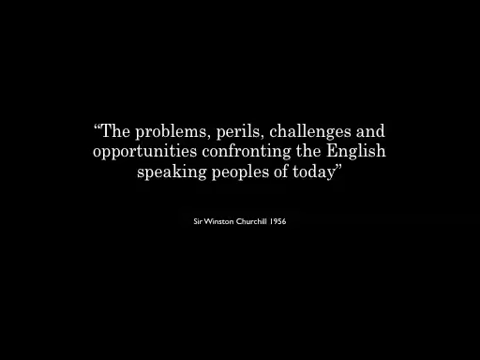 “The problems, perils, challenges and
opportunities confronting the English
speaking peoples of today”
Sir Winston Churchill 1956